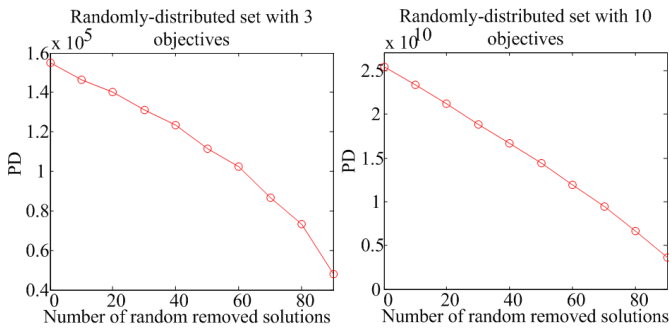 Randomly-distributed set with 3
objectives
x 10^5
1.6
1.4
1.2
1
0.8
0.6
0.4
PD
0 20 40 60 80
Number of random removed solutions
Randomly-distributed set with 10
objectives
x 10^10
2.5
2
1.5
1
0.5
0
PD
0 20 40 60 80
Number of random removed solutions